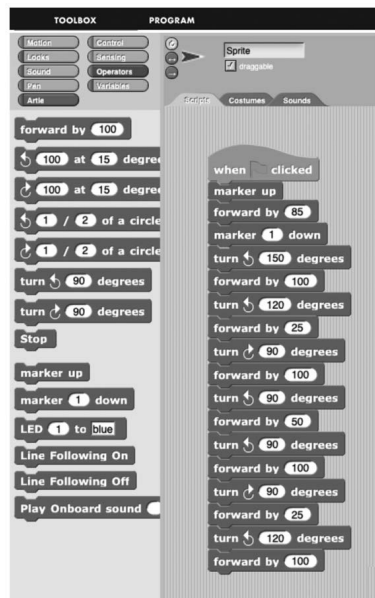 TOOLBOX PROGRAM
Motion Control
Looks Sensing
Sound Operators
Pen Variables
Artie
Sprite
draggable
Scripts Costumes Sounds
forward by 100
100 at 15 degree
100 at 15 degree
1 / 2 of a circle
1 / 2 of a circle
turn 90 degrees
turn 90 degrees
Stop
marker up
marker 1 down
LED 1 to blue
Line Following On
Line Following Off
Play Onboard sound
when clicked
marker up
forward by 85
marker 1 down
turn 150 degrees
forward by 100
turn 120 degrees
forward by 25
turn 90 degrees
forward by 100
turn 90 degrees
forward by 50
turn 90 degrees
forward by 100
turn 90 degrees
forward by 25
turn 120 degrees
forward by 100